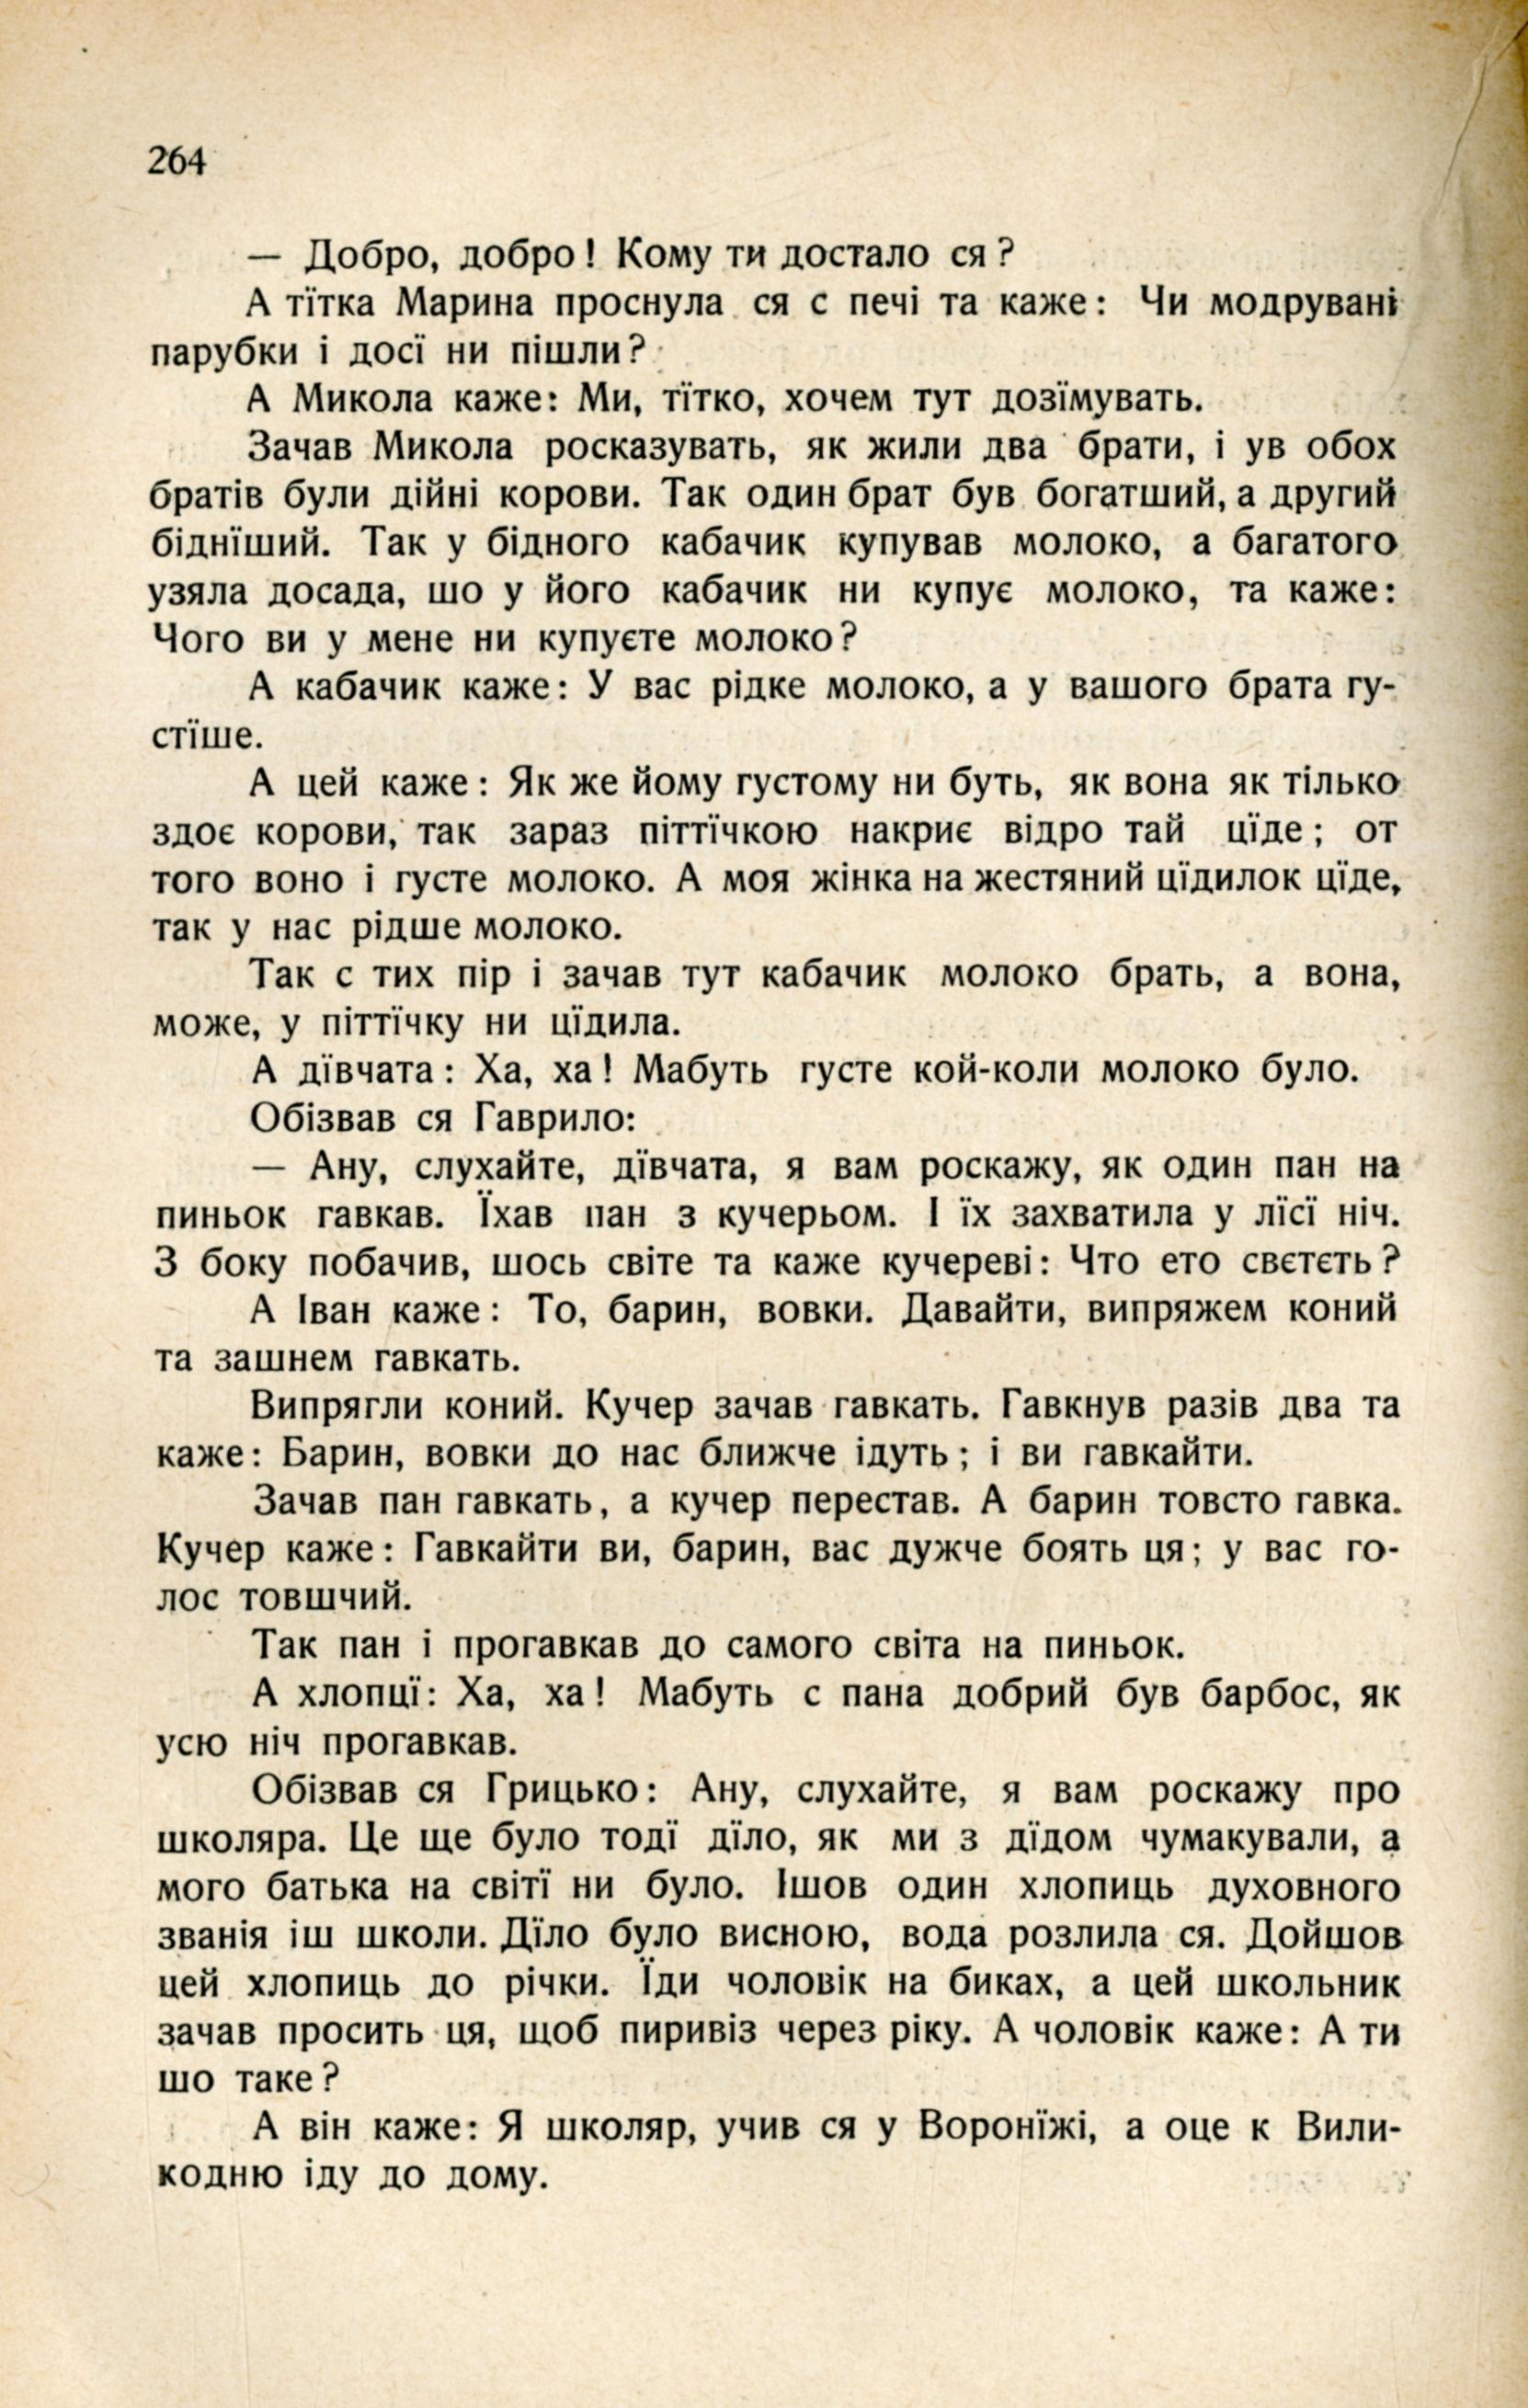 264
— Добро, добро! Кому ти достало ся?
А тїтка Марина проснула ся с печі та каже: Чи модрувані
парубки і досї ни пішли?
А Микола каже: Ми, тїтко, хочем тут дозїмувать.
Зачав Микола росказувать, як жили два брати, і ув обох
братів були дійні корови. Так один брат був богатший, а другий
біднїший. Так у бідного кабачик купував молоко, а багатого
узяла досада, шо у його кабачик ни купує молоко, та каже:
Чого ви у мене ни купуєте молоко?
А кабачик каже: У вас рідке молоко, а у вашого брата гу-
стїше.
А цей каже: Як же йому густому ни буть, як вона як тілько
здоє корови, так зараз піттїчкою накриє відро тай цїде; от
того воно і густе молоко. А моя жінка на жестяний цїдилок цїде,
так у нас рідше молоко.
Так с тих пір і зачав тут кабачик молоко брать, а вона,
може, у піттїчку ни цїдила.
А дївчата: Ха, ха! Мабуть густе кой-коли молоко було.
Обізвав ся Гаврило:
— Ану, слухайте, дївчата, я вам роскажу, як один пан на
пиньок гавкав. Їхав пан з кучерьом. І їх захватила у лїсї ніч.
З боку побачив, шось світе та каже кучереві: Что ето свєтєть?
А Іван каже: То, барин, вовки. Давайти, випряжем коний
та зашнем гавкать.
Випрягли коний. Кучер зачав гавкать. Гавкнув разів два та
каже: Барин, вовки до нас ближче ідуть; і ви гавкайти.
Зачав пан гавкать, а кучер перестав. А барин товсто гавка.
Кучер каже: Гавкайти ви, барин, вас дужче боять ця; у вас го-
лос товшчий.
Так пан і прогавкав до самого світа на пиньок.
А хлопцї: Ха, ха! Мабуть с пана добрий був барбос, як
усю ніч прогавкав.
Обізвав ся Грицько: Ану, слухайте, я вам роскажу про
школяра. Це ще було тодї дїло, як ми з дїдом чумакували, а
мого батька на світї ни було. Ішов один хлопиць духовного
званія іш школи. Дїло було висною, вода розлила ся. Дойшов
цей хлопиць до річки. Їди чоловік на биках, а цей школьник
зачав просить ця, щоб пиривіз через ріку. А чоловік каже: А ти
шо таке?
А він каже: Я школяр, учив ся у Воронїжі, а оце к Вили-
кодню іду до дому.